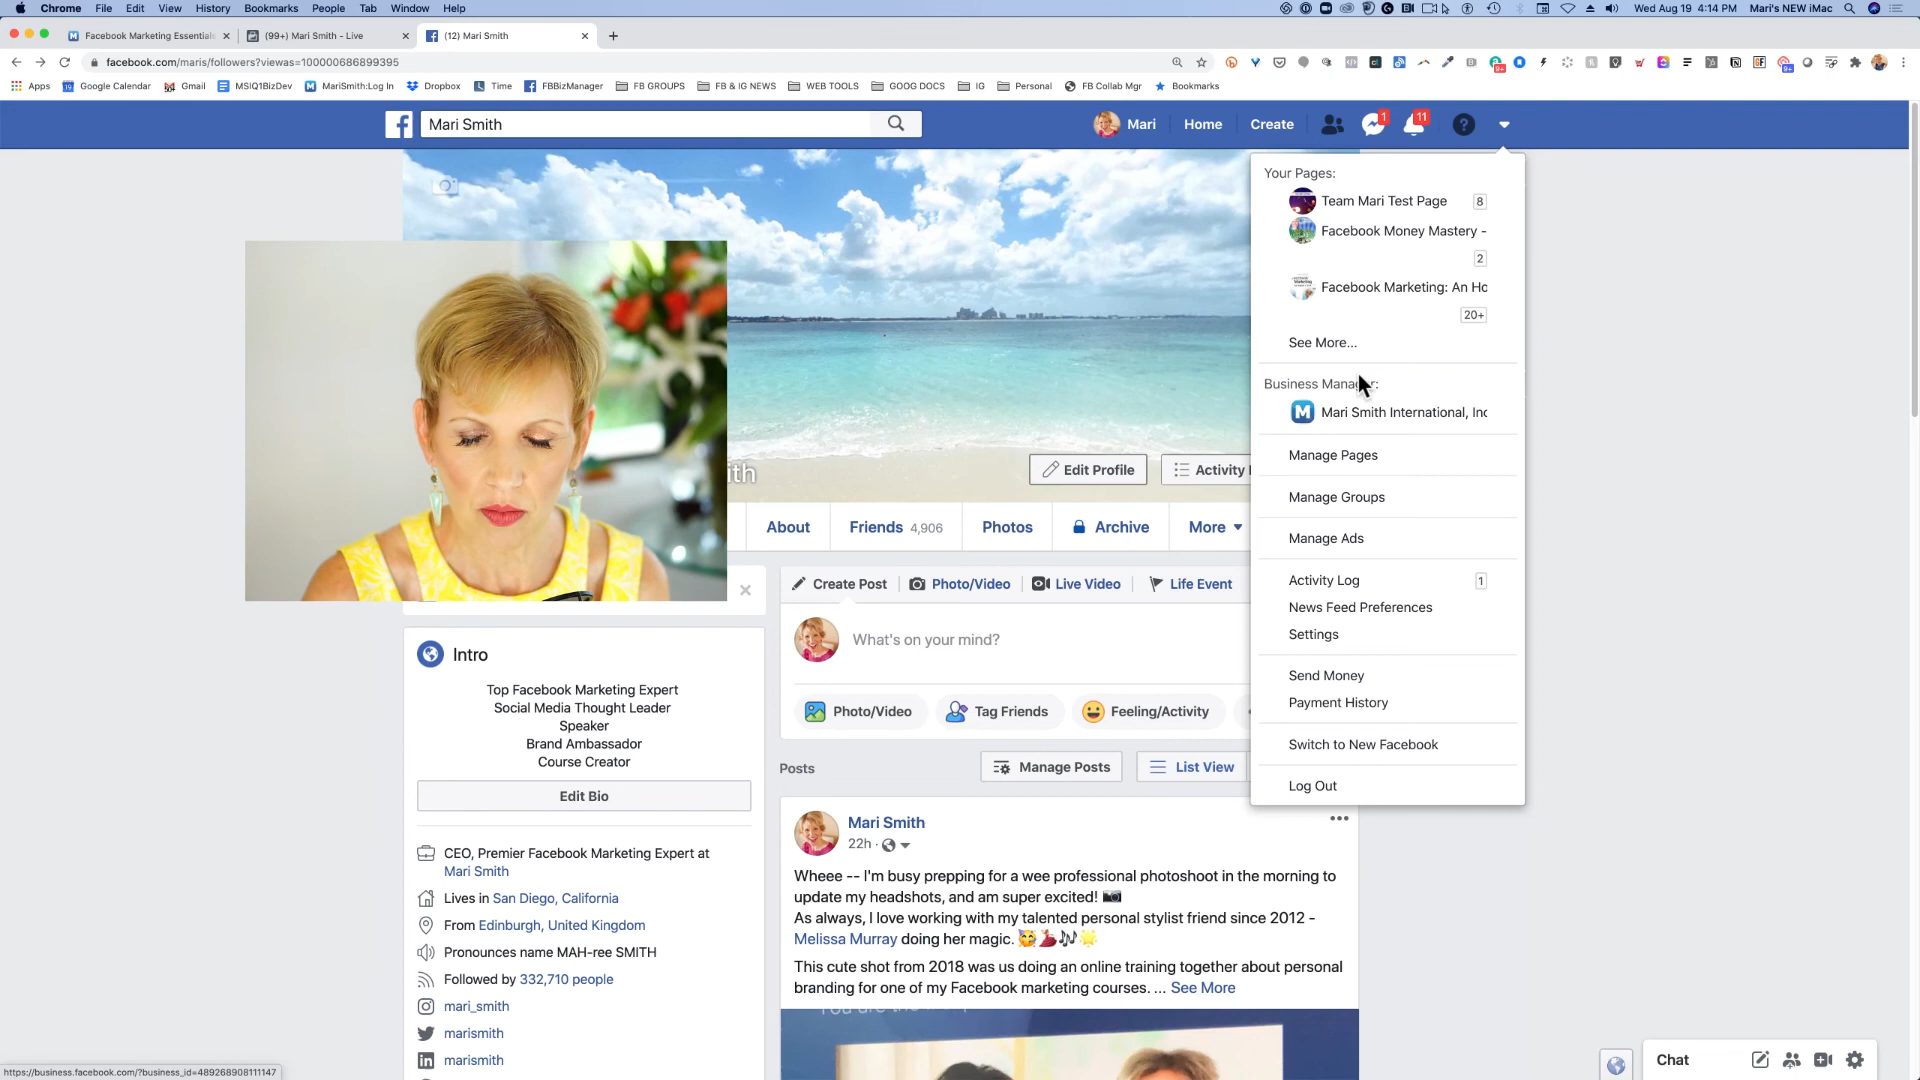 Chrome File Edit View History Bookmarks People Tab Window Help
Wed Aug 19 4:14 PM Mari's NEW iMac
Facebook Marketing Essentials
(99+) Mari Smith - Live
(12) Mari Smith
facebook.com/maris/followers?viewas=100000686899395
Apps Google Calendar Gmail MSIQ1BizDev MariSmith:Log In Dropbox Time FBBizManager FB GROUPS FB & IG NEWS WEB TOOLS GOOG DOCS IG Personal FB Collab Mgr Bookmarks
Mari Smith
Mari Home Create 1 11
Your Pages:
Team Mari Test Page 8
Facebook Money Mastery -
2
Facebook Marketing: An Ho
20+
See More...
Business Manager:
Mari Smith International, Inc
Manage Pages
Manage Groups
Manage Ads
Activity Log 1
News Feed Preferences
Settings
Send Money
Payment History
Switch to New Facebook
Log Out
ith
Edit Profile
Activity
About Friends 4,906 Photos Archive More
Create Post Photo/Video Live Video Life Event
What's on your mind?
Photo/Video Tag Friends Feeling/Activity
Posts Manage Posts List View
Intro
Top Facebook Marketing Expert
Social Media Thought Leader
Speaker
Brand Ambassador
Course Creator
Edit Bio
CEO, Premier Facebook Marketing Expert at
Mari Smith
Lives in San Diego, California
From Edinburgh, United Kingdom
Pronounces name MAH-ree SMITH
Followed by 332,710 people
mari_smith
marismith
marismith
Mari Smith
22h
Wheee -- I'm busy prepping for a wee professional photoshoot in the morning to
update my headshots, and am super excited! 📸
As always, I love working with my talented personal stylist friend since 2012 -
Melissa Murray doing her magic. 🥳💃🎶🌟
This cute shot from 2018 was us doing an online training together about personal
branding for one of my Facebook marketing courses. ... See More
You are the
Chat
https://business.facebook.com/?business_id=489268908111147